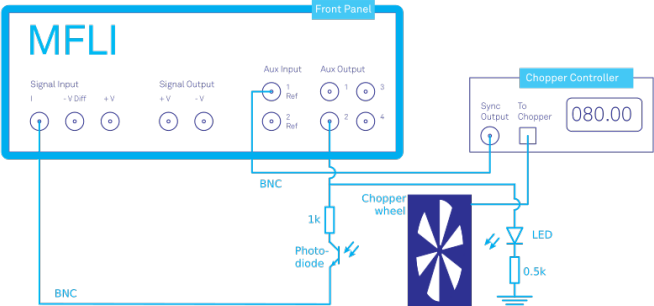 Front Panel
MFLI
Signal Input
I
- V Diff
+ V
Signal Output
+ V
- V
Aux Input
1
Ref
2
Ref
Aux Output
1
3
2
4
Chopper Controller
Sync
Output
To
Chopper
080.00
BNC
Chopper
wheel
1k
Photo-
diode
LED
0.5k
BNC